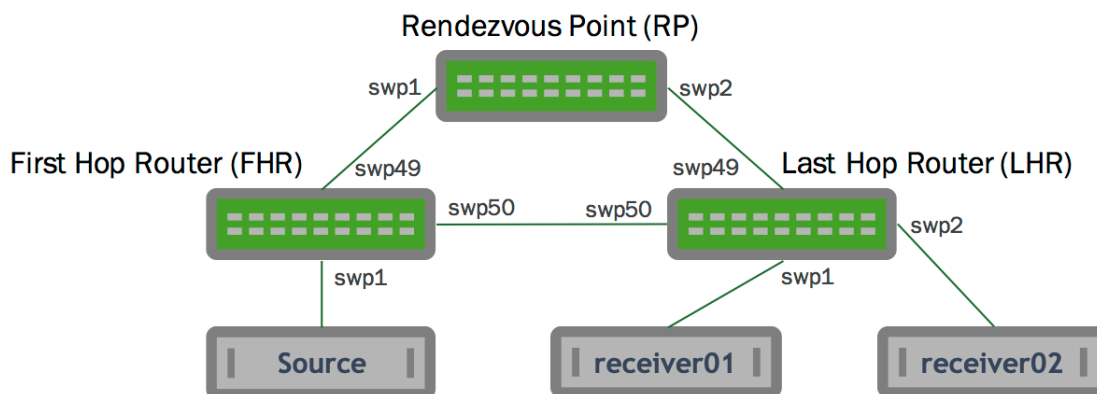 Rendezvous Point (RP)
swp1
swp2
First Hop Router (FHR)
swp49
swp49
Last Hop Router (LHR)
swp50
swp50
swp2
swp1
swp1
Source
receiver01
receiver02